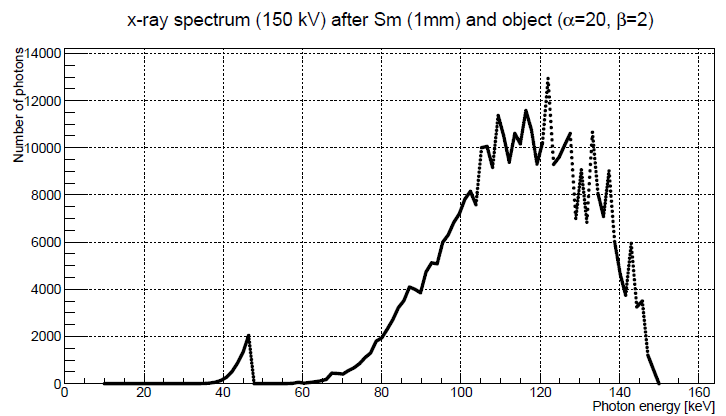 x-ray spectrum (150 kV) after Sm (1mm) and object (α=20, β=2)
Number of photons
14000
12000
10000
8000
6000
4000
2000
0
0 20 40 60 80 100 120 140 160
Photon energy [keV]